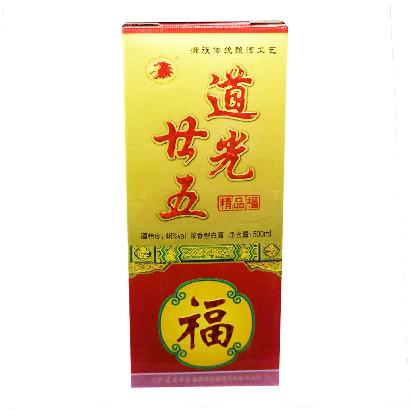 满族传统酿酒工艺
道光
廿五
精品福
酒精度:46%vol 浓香型白酒 净含量:500ml
福